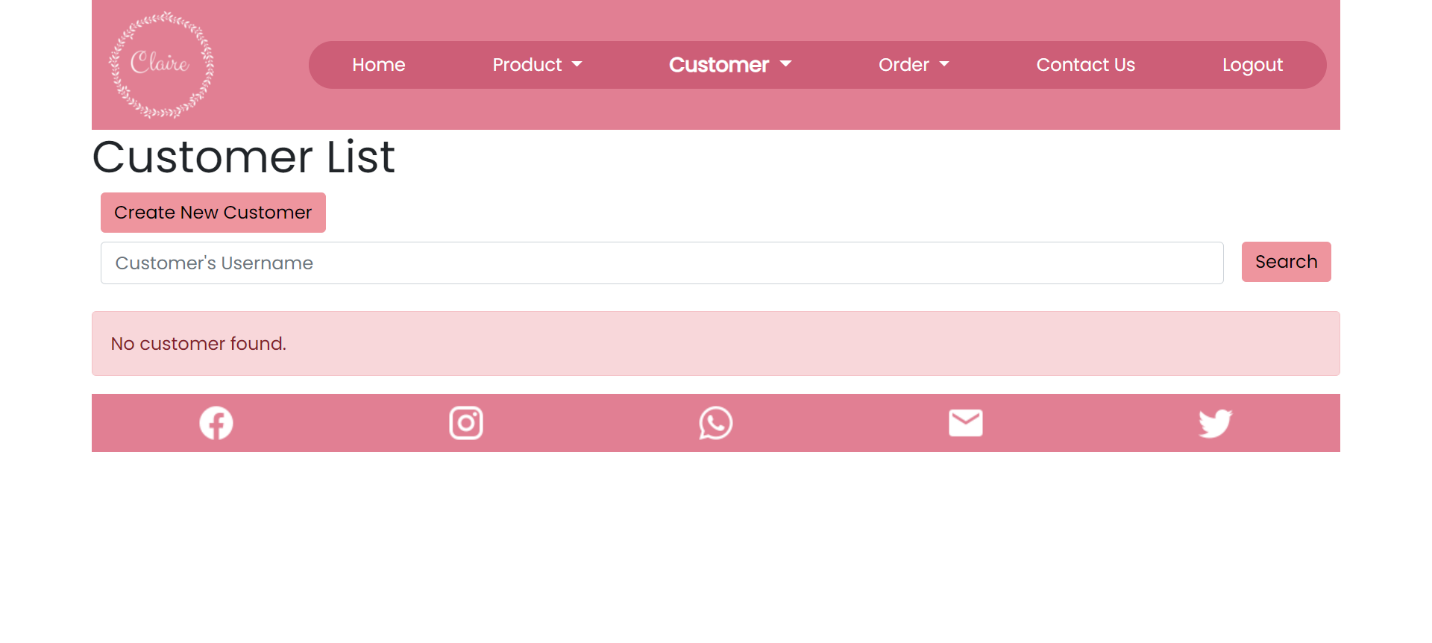 Claire
Home Product Customer Order Contact Us Logout
Customer List
Create New Customer
Customer's Username Search
No customer found.